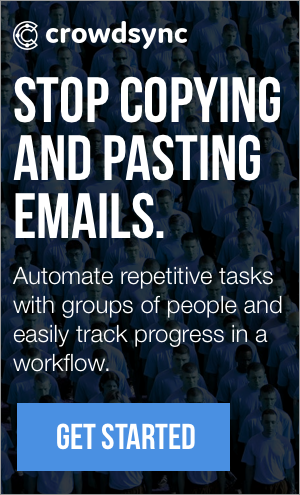 crowdsync
STOP COPYING
AND PASTING
EMAILS.
Automate repetitive tasks
with groups of people and
easily track progress in a
workflow.
GET STARTED